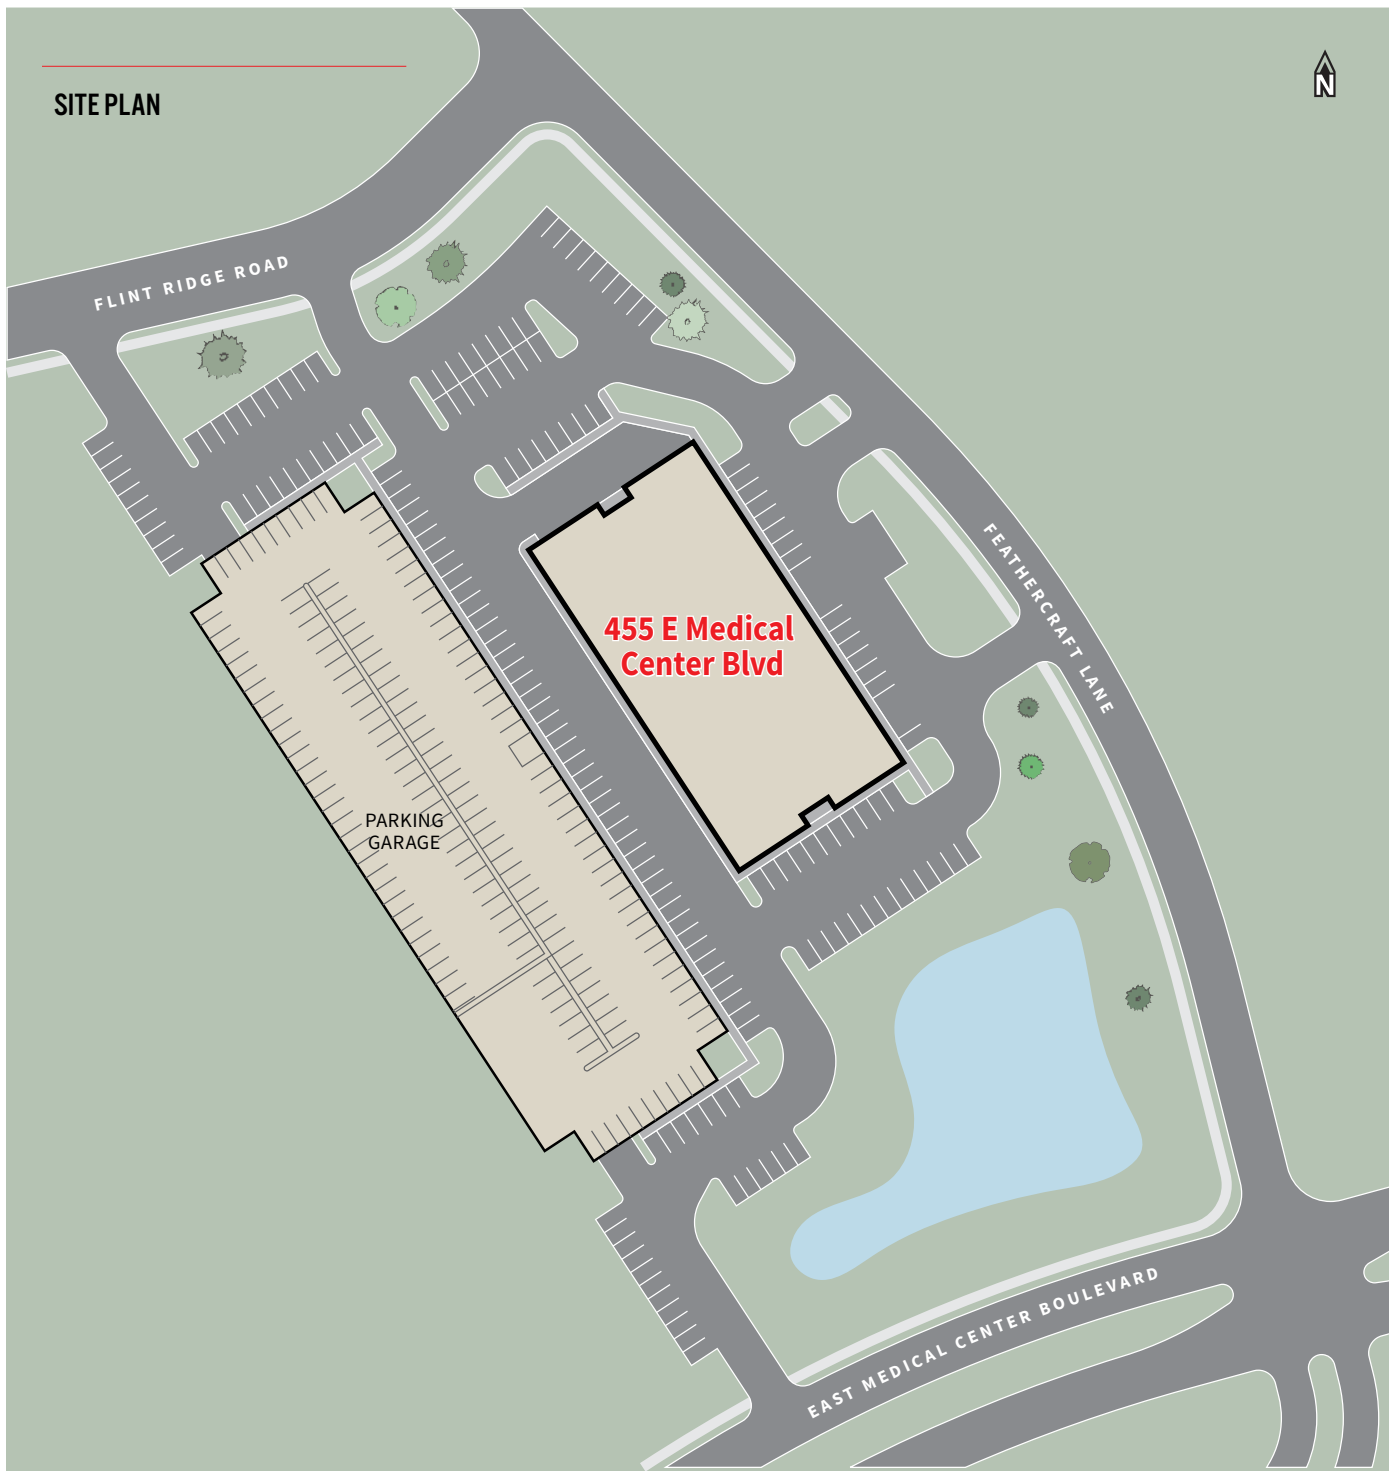 SITE PLAN
N
FLINT RIDGE ROAD
FEATHERCRAFT LANE
455 E Medical
Center Blvd
PARKING
GARAGE
EAST MEDICAL CENTER BOULEVARD